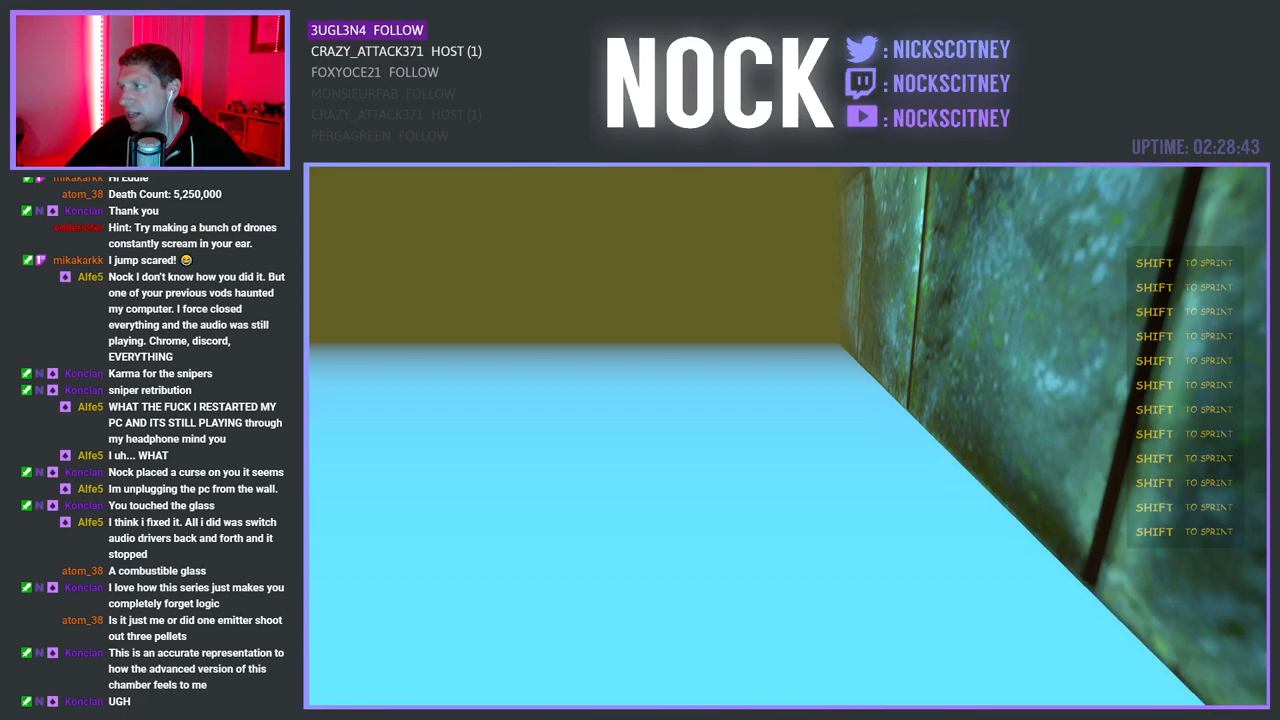 3UGL3N4 FOLLOW
CRAZY_ATTACK371 HOST (1)
FOXYOCE21 FOLLOW
MONSIEURFAB FOLLOW
CRAZY_ATTACK371 HOST (1)
PERGAGREEN FOLLOW
NOCK
: NICKSCOTNEY
: NOCKSCITNEY
: NOCKSCITNEY
UPTIME: 02:28:43
mikakarkk Hi Eddie
atom_38 Death Count: 5,250,000
Konclan Thank you
Hint: Try making a bunch of drones
constantly scream in your ear.
mikakarkk I jump scared! 😂
Alfe5 Nock I don't know how you did it. But
one of your previous vods haunted
my computer. I force closed
everything and the audio was still
playing. Chrome, discord,
EVERYTHING
Konclan Karma for the snipers
Konclan sniper retribution
Alfe5 WHAT THE FUCK I RESTARTED MY
PC AND ITS STILL PLAYING through
my headphone mind you
Alfe5 I uh... WHAT
Konclan Nock placed a curse on you it seems
Alfe5 Im unplugging the pc from the wall.
Konclan You touched the glass
Alfe5 I think i fixed it. All i did was switch
audio drivers back and forth and it
stopped
atom_38 A combustible glass
Konclan I love how this series just makes you
completely forget logic
atom_38 Is it just me or did one emitter shoot
out three pellets
Konclan This is an accurate representation to
how the advanced version of this
chamber feels to me
Konclan UGH
SHIFT TO SPRINT
SHIFT TO SPRINT
SHIFT TO SPRINT
SHIFT TO SPRINT
SHIFT TO SPRINT
SHIFT TO SPRINT
SHIFT TO SPRINT
SHIFT TO SPRINT
SHIFT TO SPRINT
SHIFT TO SPRINT
SHIFT TO SPRINT
SHIFT TO SPRINT